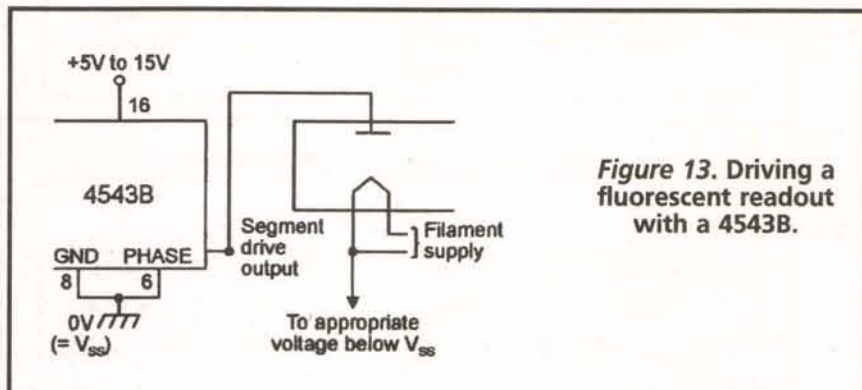 +5V to 15V
16
4543B
GND PHASE
8 6
0V
(= Vss)
Segment
drive
output
Filament
supply
To appropriate
voltage below Vss
Figure 13. Driving a
fluorescent readout
with a 4543B.